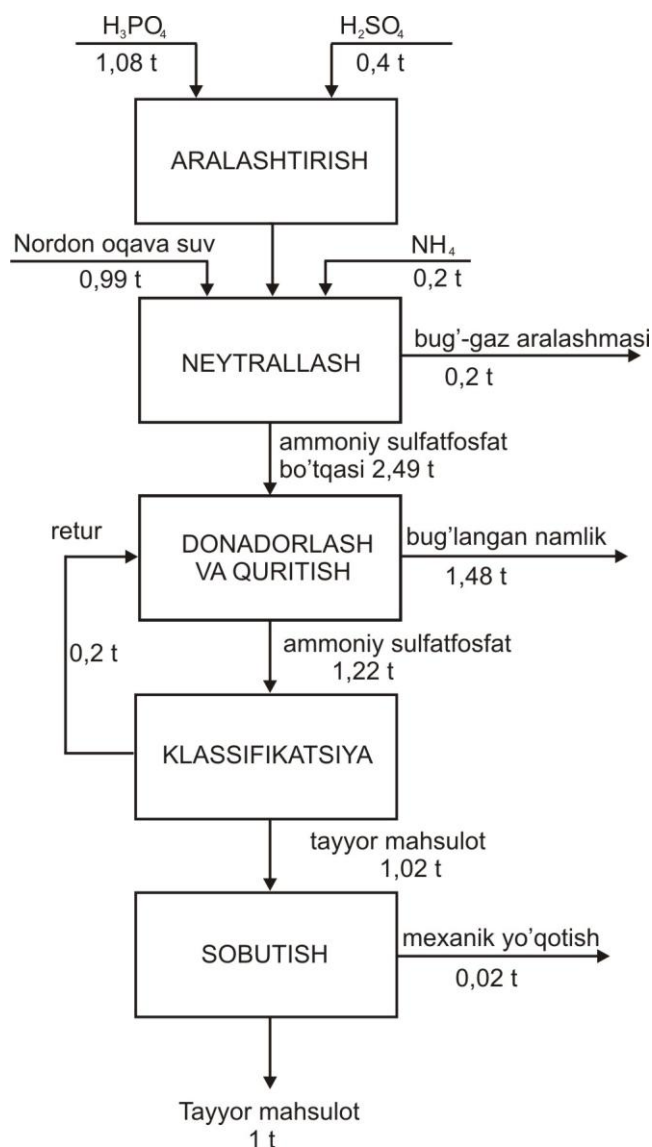 H₃PO₄
1,08 t
H₂SO₄
0,4 t
ARALASHTIRISH
Nordon oqava suv
0,99 t
NH₄
0,2 t
NEYTRALLASH
bug'-gaz aralashmasi
0,2 t
ammoniy sulfatfosfat
bo'tqasi 2,49 t
retur
0,2 t
DONADORLASH
VA QURITISH
bug'langan namlik
1,48 t
ammoniy sulfatfosfat
1,22 t
KLASSIFIKATSIYA
tayyor mahsulot
1,02 t
SOBUTISH
mexanik yo'qotish
0,02 t
Tayyor mahsulot
1 t